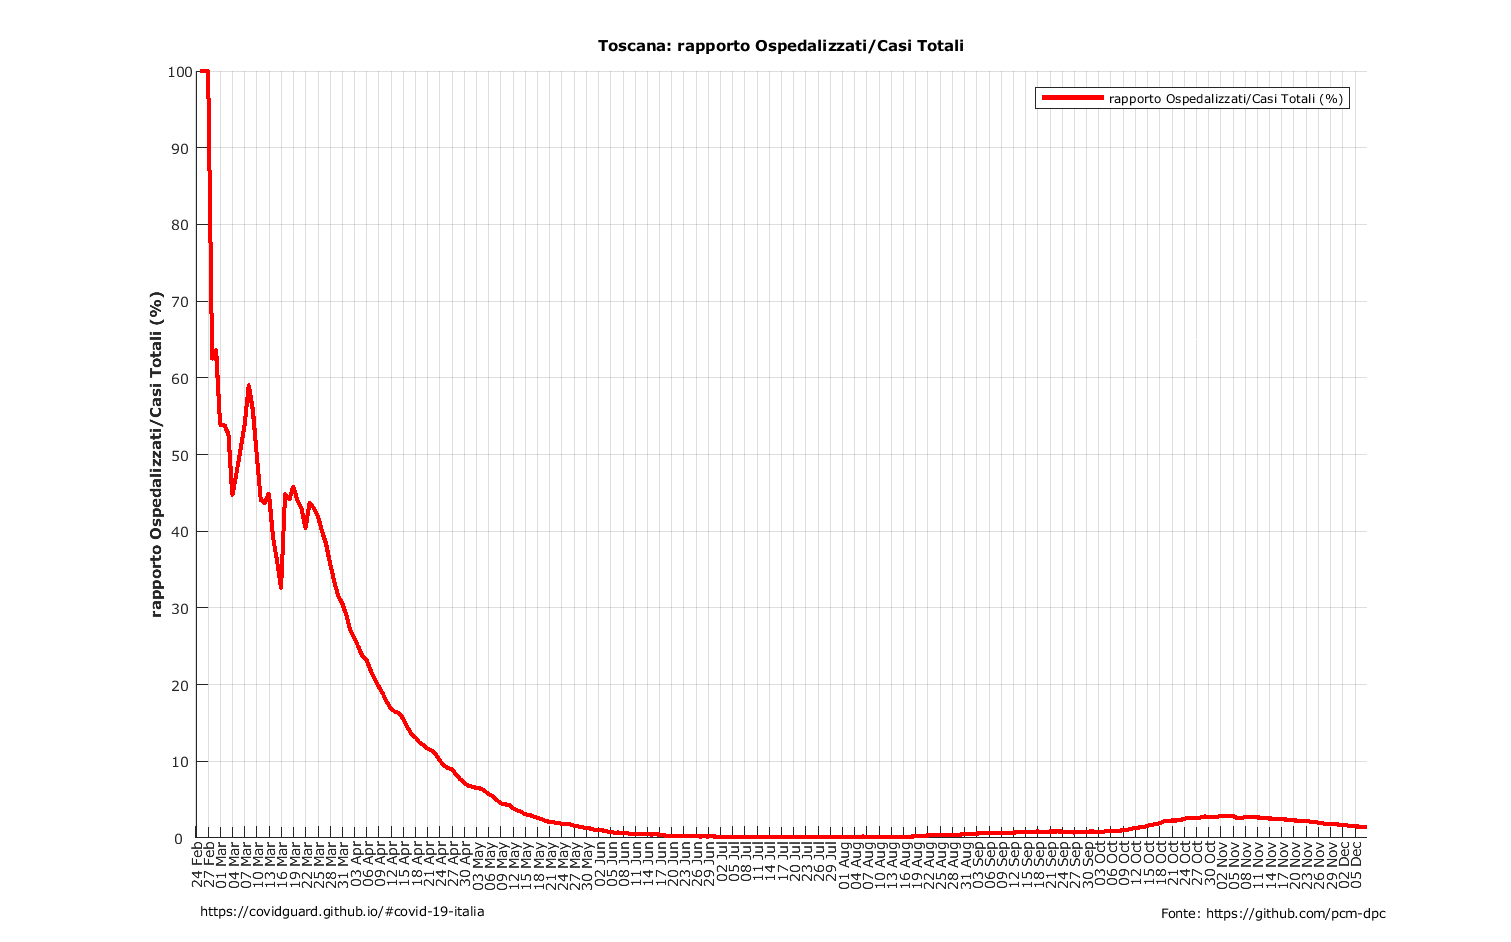 Toscana: rapporto Ospedalizzati/Casi Totali
rapporto Ospedalizzati/Casi Totali (%)
rapporto Ospedalizzati/Casi Totali (%)
100
90
80
70
60
50
40
30
20
10
0
24 Feb
27 Feb
01 Mar
04 Mar
07 Mar
10 Mar
13 Mar
16 Mar
19 Mar
22 Mar
25 Mar
28 Mar
31 Mar
03 Apr
06 Apr
09 Apr
12 Apr
15 Apr
18 Apr
21 Apr
24 Apr
27 Apr
30 Apr
03 May
06 May
09 May
12 May
15 May
18 May
21 May
24 May
27 May
30 May
02 Jun
05 Jun
08 Jun
11 Jun
14 Jun
17 Jun
20 Jun
23 Jun
26 Jun
29 Jun
02 Jul
05 Jul
08 Jul
11 Jul
14 Jul
17 Jul
20 Jul
23 Jul
26 Jul
29 Jul
01 Aug
04 Aug
07 Aug
10 Aug
13 Aug
16 Aug
19 Aug
22 Aug
25 Aug
28 Aug
31 Aug
03 Sep
06 Sep
09 Sep
12 Sep
15 Sep
18 Sep
21 Sep
24 Sep
27 Sep
30 Sep
03 Oct
06 Oct
09 Oct
12 Oct
15 Oct
18 Oct
21 Oct
24 Oct
27 Oct
30 Oct
02 Nov
05 Nov
08 Nov
11 Nov
14 Nov
17 Nov
20 Nov
23 Nov
26 Nov
29 Nov
02 Dec
05 Dec
https://covidguard.github.io/#covid-19-italia
Fonte: https://github.com/pcm-dpc